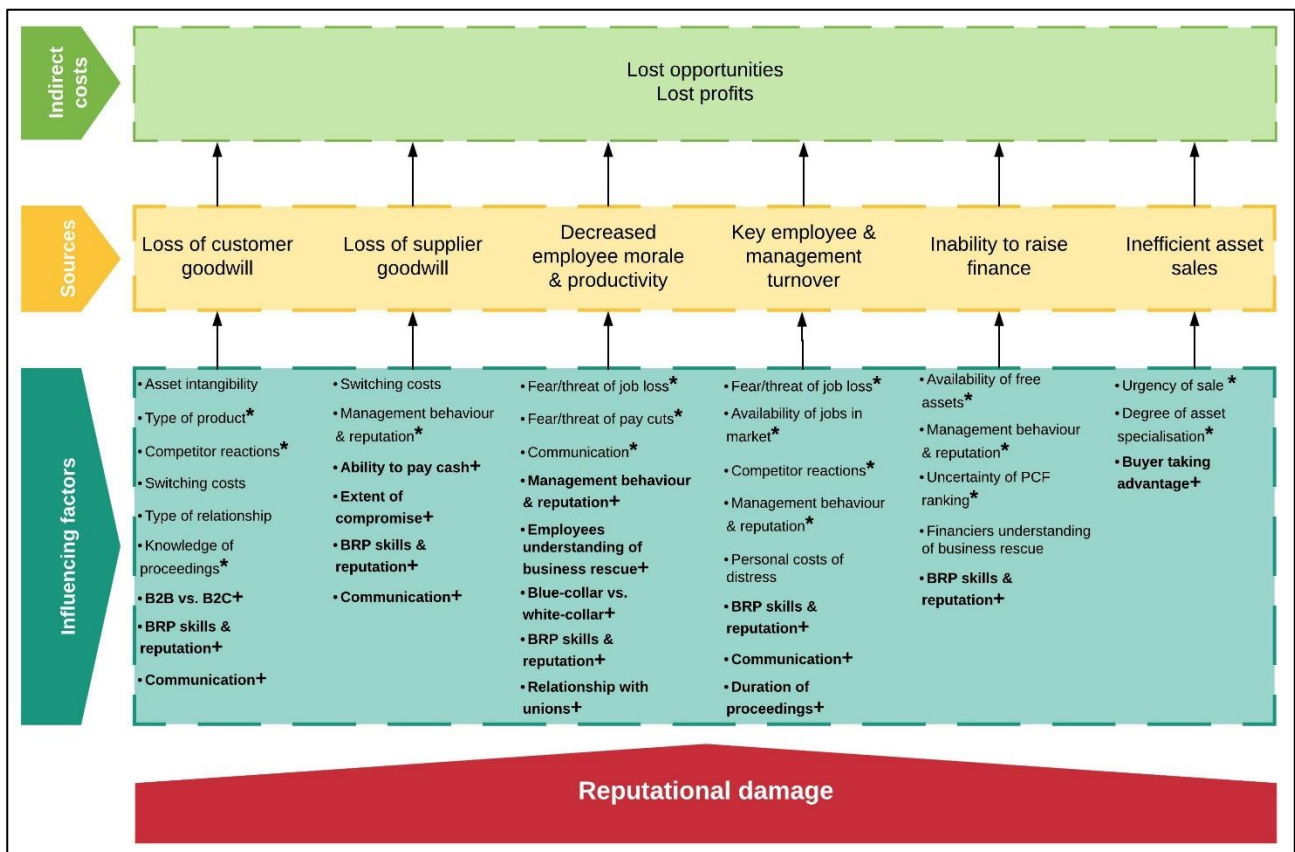 Indirect
costs
Lost opportunities
Lost profits
Sources
Loss of customer
goodwill
Loss of supplier
goodwill
Decreased
employee morale
& productivity
Key employee &
management
turnover
Inability to raise
finance
Inefficient asset
sales
Influencing factors
• Asset intangibility
• Type of product*
• Competitor reactions*
• Switching costs
• Type of relationship
• Knowledge of
proceedings*
• B2B vs. B2C+
• BRP skills &
reputation+
• Communication+
• Switching costs
• Management behaviour
& reputation*
• Ability to pay cash+
• Extent of
compromise+
• BRP skills &
reputation+
• Communication+
• Fear/threat of job loss*
• Fear/threat of pay cuts*
• Communication*
• Management behaviour
& reputation+
• Employees
understanding of
business rescue+
• Blue-collar vs.
white-collar+
• BRP skills &
reputation+
• Relationship with
unions+
• Fear/threat of job loss*
• Availability of jobs in
market*
• Competitor reactions*
• Management behaviour
& reputation*
• Personal costs of
distress
• BRP skills &
reputation+
• Communication+
• Duration of
proceedings+
• Availability of free
assets*
• Management behaviour
& reputation*
• Uncertainty of PCF
ranking*
• Financiers understanding
of business rescue
• BRP skills &
reputation+
• Urgency of sale*
• Degree of asset
specialisation*
• Buyer taking
advantage+
Reputational damage